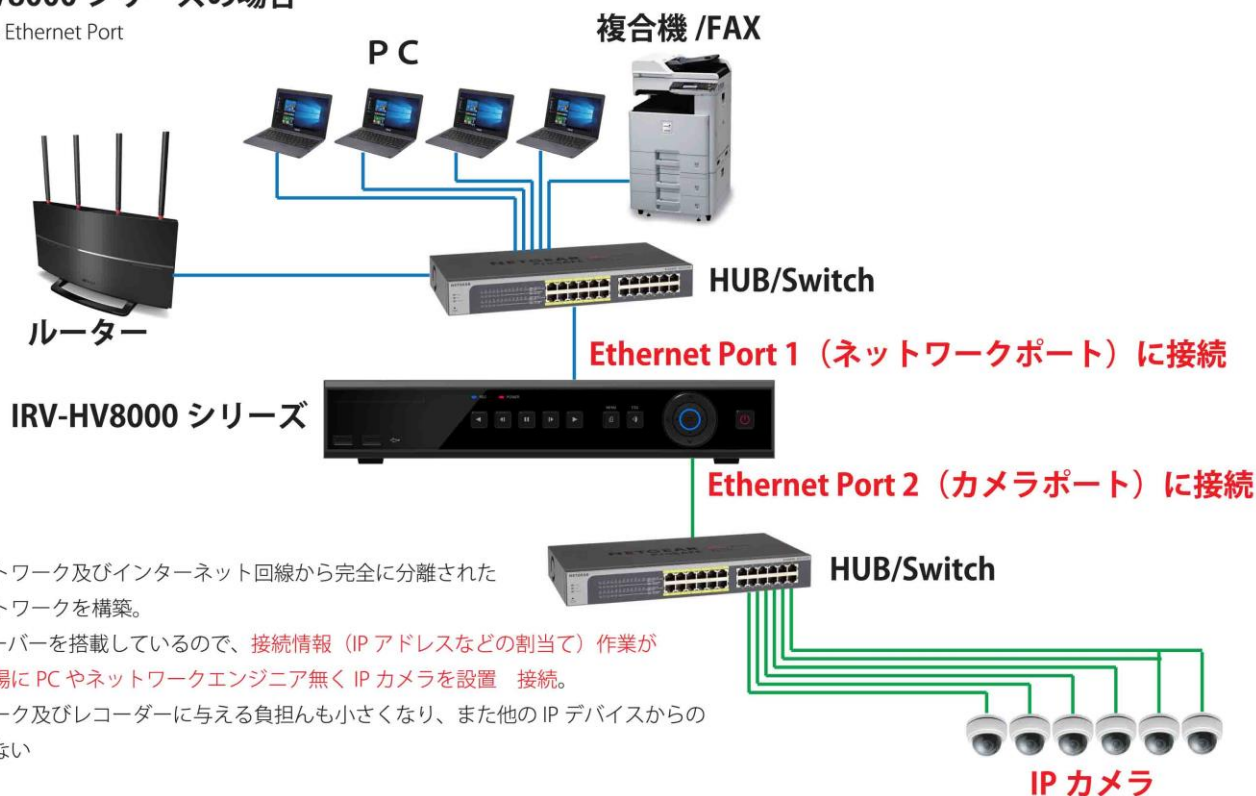 V8000 シリーズの場合
Ethernet Port
複合機 /FAX
P C
HUB/Switch
ルーター
Ethernet Port 1（ネットワークポート）に接続
IRV-HV8000 シリーズ
Ethernet Port 2（カメラポート）に接続
トワーク及びインターネット回線から完全に分離された
HUB/Switch
トワークを構築。
ーバーを搭載しているので、接続情報（IP アドレスなどの割当て）作業が
場に PC やネットワークエンジニア無く IP カメラを設置　接続。
ーク及びレコーダーに与える負担んも小さくなり、また他の IP デバイスからの
ない
IP カメラ